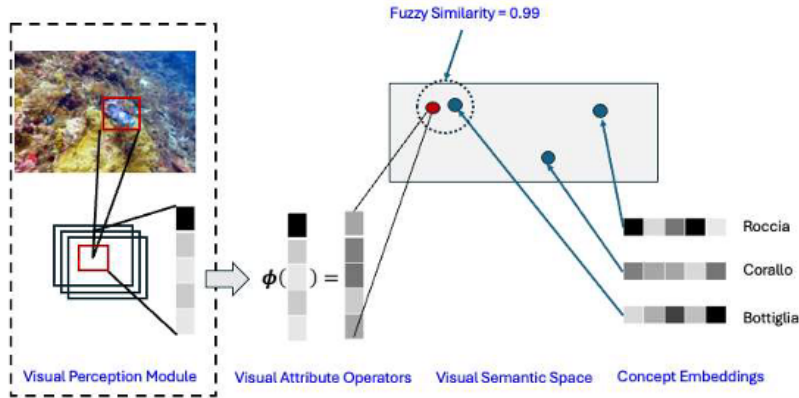 Fuzzy Similarity = 0.99
ϕ( ) =
Roccia
Corallo
Bottiglia
Visual Perception Module
Visual Attribute Operators
Visual Semantic Space
Concept Embeddings